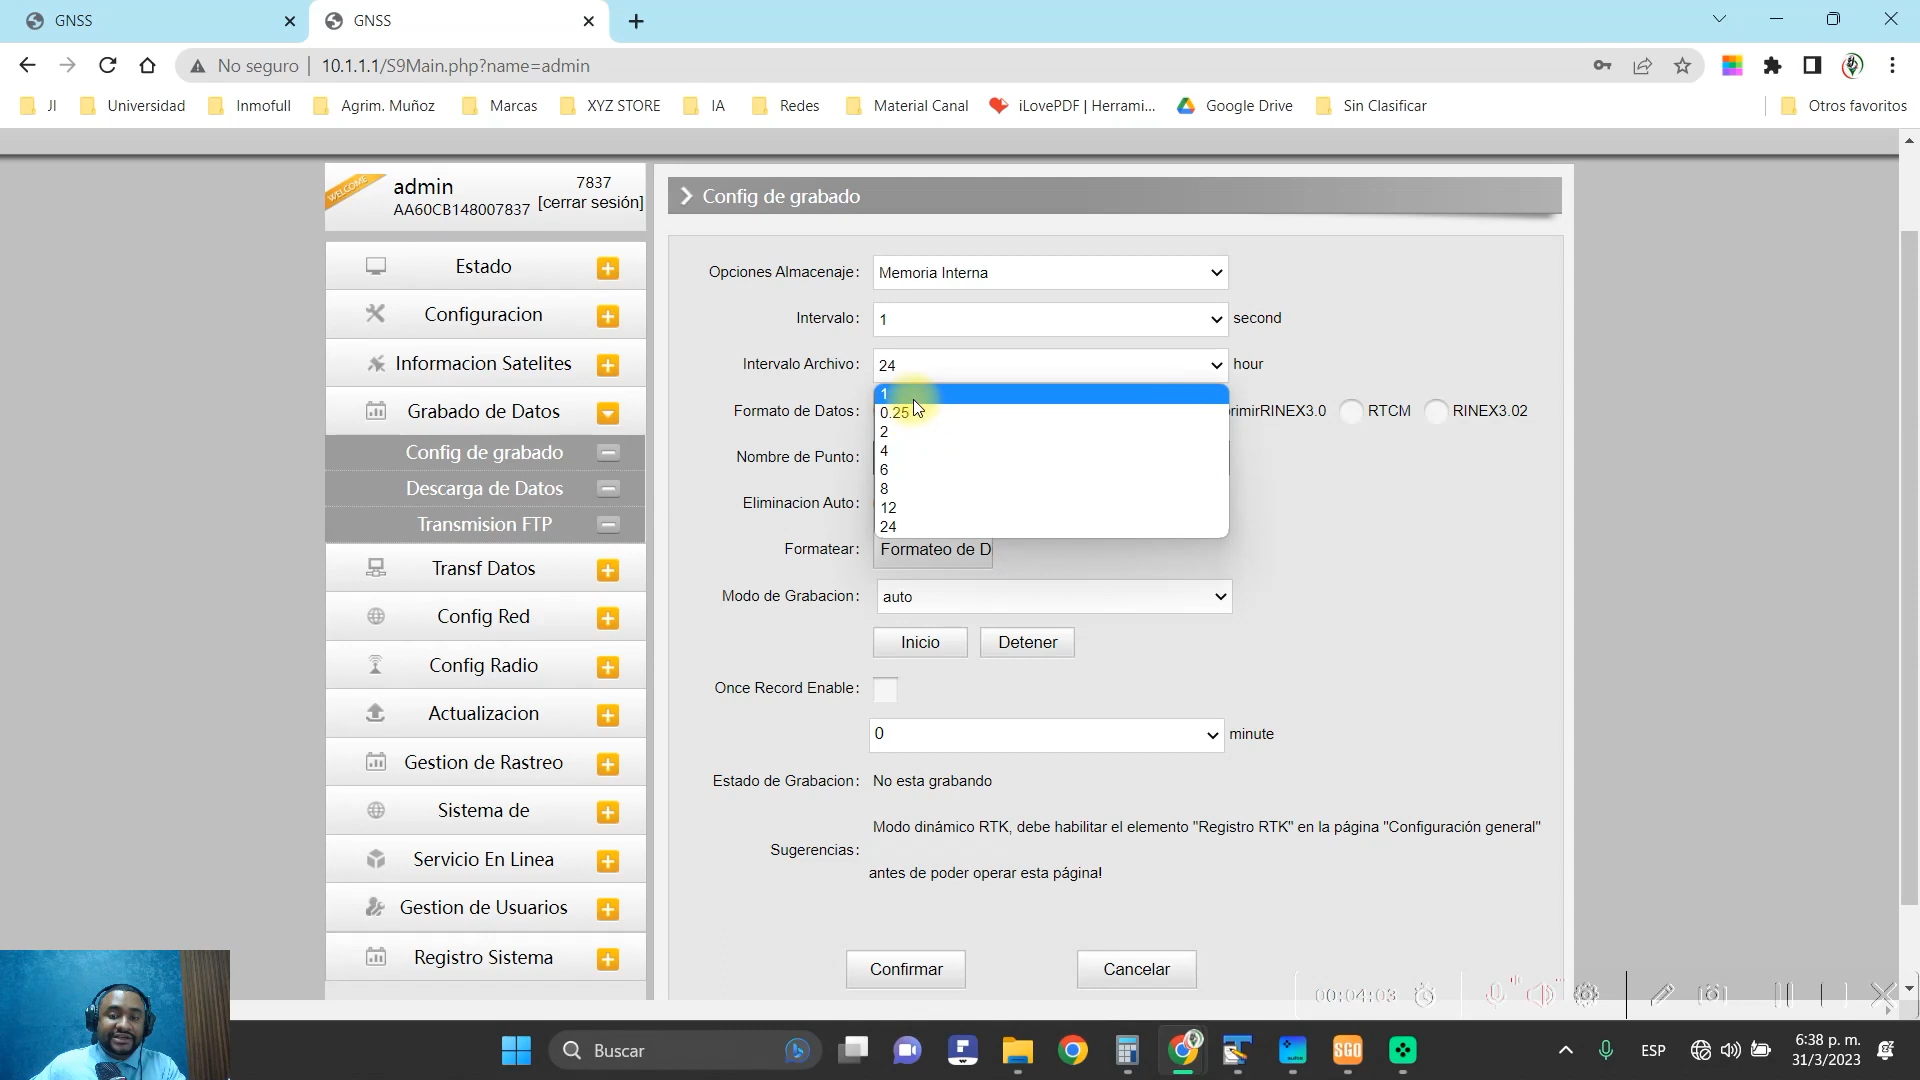 GNSS
GNSS
No seguro
10.1.1.1/S9Main.php?name=admin
JI
Universidad
Inmofull
Agrim. Muñoz
Marcas
XYZ STORE
IA
Redes
Material Canal
iLovePDF | Herrami...
Google Drive
Sin Clasificar
Otros favoritos
WELCOME
admin
7837
AA60CB148007837
[cerrar sesión]
Estado
Configuracion
Informacion Satelites
Grabado de Datos
Config de grabado
Descarga de Datos
Transmision FTP
Transf Datos
Config Red
Config Radio
Actualizacion
Gestion de Rastreo
Sistema de
Servicio En Linea
Gestion de Usuarios
Registro Sistema
Config de grabado
Opciones Almacenaje: Memoria Interna
Intervalo: 1 second
Intervalo Archivo: 24 hour
1
0.25
2
4
6
8
12
24
Formato de Datos: rimirRINEX3.0 RTCM RINEX3.02
Nombre de Punto:
Eliminacion Auto:
Formatear: Formateo de D
Modo de Grabacion: auto
Inicio Detener
Once Record Enable:
0 minute
Estado de Grabacion: No esta grabando
Modo dinámico RTK, debe habilitar el elemento "Registro RTK" en la página "Configuración general"
Sugerencias:
antes de poder operar esta página!
Confirmar Cancelar
00:04:03
Buscar
SGO
ESP
6:38 p. m.
31/3/2023